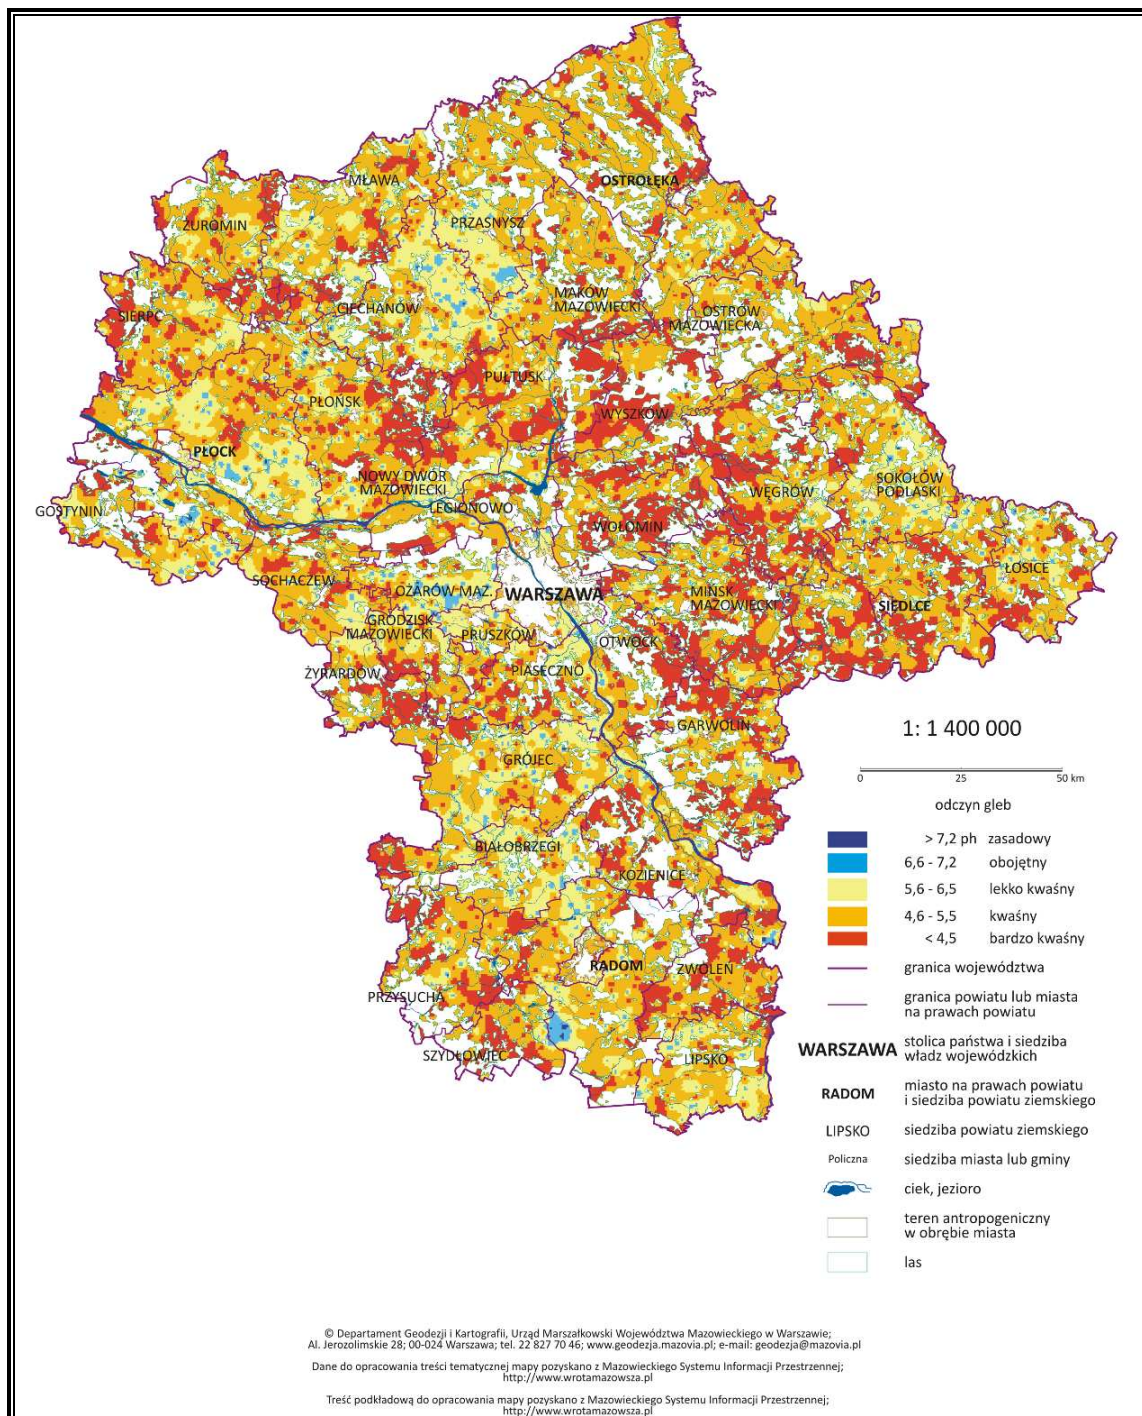 OSTROŁĘKA
MŁAWA
PRZASNYSZ
ŻUROMIN
MAKÓW
MAZOWIECKI
CIECHANÓW
OSTRÓW
MAZOWIECKA
SIERPC
PUŁTUSK
PŁOŃSK
WYSZKÓW
PŁOCK
NOWY DWÓR
MAZOWIECKI
SOKOŁÓW
PODLASKI
WĘGRÓW
LEGIONOWO
GOSTYNIN
WOŁOMIN
ŁOSICE
SOCHACZEW
OŻARÓW MAZ.
WARSZAWA
MIŃSK
MAZOWIECKI
SIEDLCE
GRODZISK
MAZOWIECKI
PRUSZKÓW
OTWOCK
ŻYRARDÓW
PIASECZNO
GARWOLIN
GRÓJEC
BIAŁOBRZEGI
KOZIENICE
RADOM
ZWOLEŃ
PRZYSUCHA
SZYDŁOWIEC
LIPSKO
1: 1 400 000
0 25 50 km
odczyn gleb
> 7,2 ph zasadowy
6,6 - 7,2 obojętny
5,6 - 6,5 lekko kwaśny
4,6 - 5,5 kwaśny
< 4,5 bardzo kwaśny
granica województwa
granica powiatu lub miasta
na prawach powiatu
WARSZAWA stolica państwa i siedziba
władz wojewódzkich
RADOM miasto na prawach powiatu
i siedziba powiatu ziemskiego
LIPSKO siedziba powiatu ziemskiego
Policzna siedziba miasta lub gminy
ciek, jezioro
teren antropogeniczny
w obrębie miasta
las
© Departament Geodezji i Kartografii, Urząd Marszałkowski Województwa Mazowieckiego w Warszawie;
Al. Jerozolimskie 28; 00-024 Warszawa; tel. 22 827 70 46; www.geodezja.mazovia.pl; e-mail: geodezja@mazovia.pl
Dane do opracowania treści tematycznej mapy pozyskano z Mazowieckiego Systemu Informacji Przestrzennej;
http://www.wrotamazowsza.pl
Treść podkładową do opracowania mapy pozyskano z Mazowieckiego Systemu Informacji Przestrzennej;
http://www.wrotamazowsza.pl